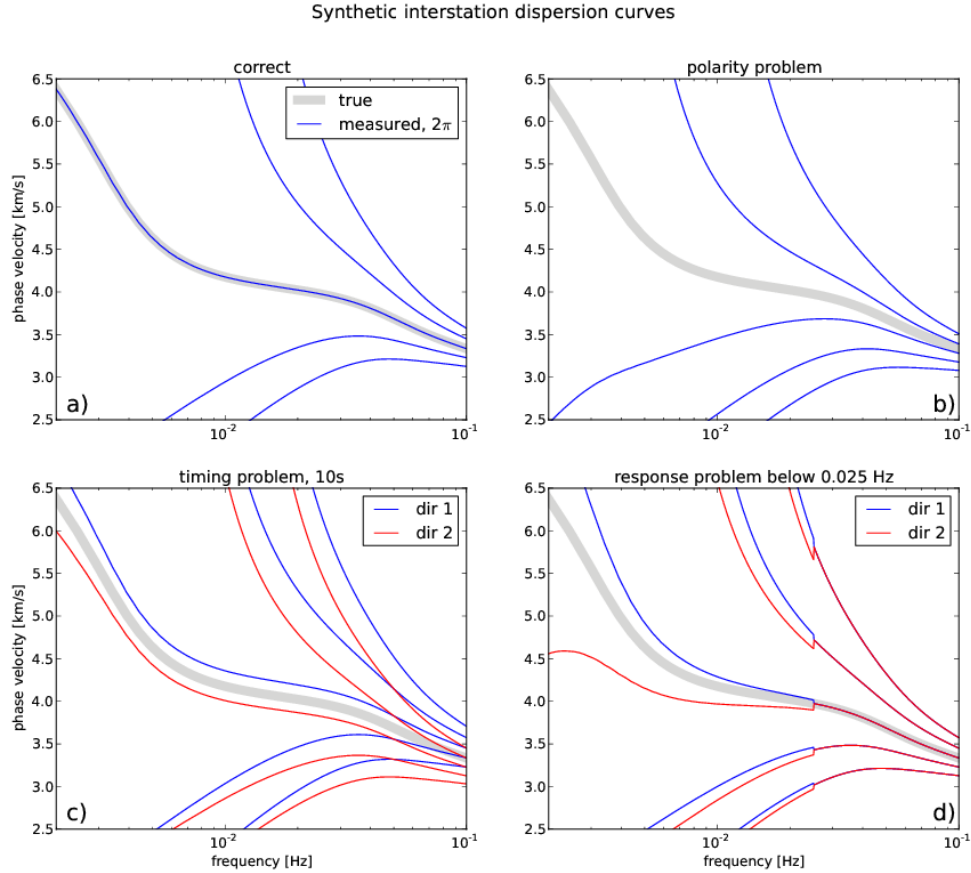 Synthetic interstation dispersion curves
correct
6.5
6.0
5.5
5.0
4.5
4.0
3.5
3.0
2.5
phase velocity [km/s]
true
measured, 2π
a)
10⁻²
10⁻¹
polarity problem
6.5
6.0
5.5
5.0
4.5
4.0
3.5
3.0
2.5
b)
10⁻²
10⁻¹
timing problem, 10s
6.5
6.0
5.5
5.0
4.5
4.0
3.5
3.0
2.5
phase velocity [km/s]
dir 1
dir 2
c)
10⁻²
10⁻¹
frequency [Hz]
response problem below 0.025 Hz
6.5
6.0
5.5
5.0
4.5
4.0
3.5
3.0
2.5
dir 1
dir 2
d)
10⁻²
10⁻¹
frequency [Hz]